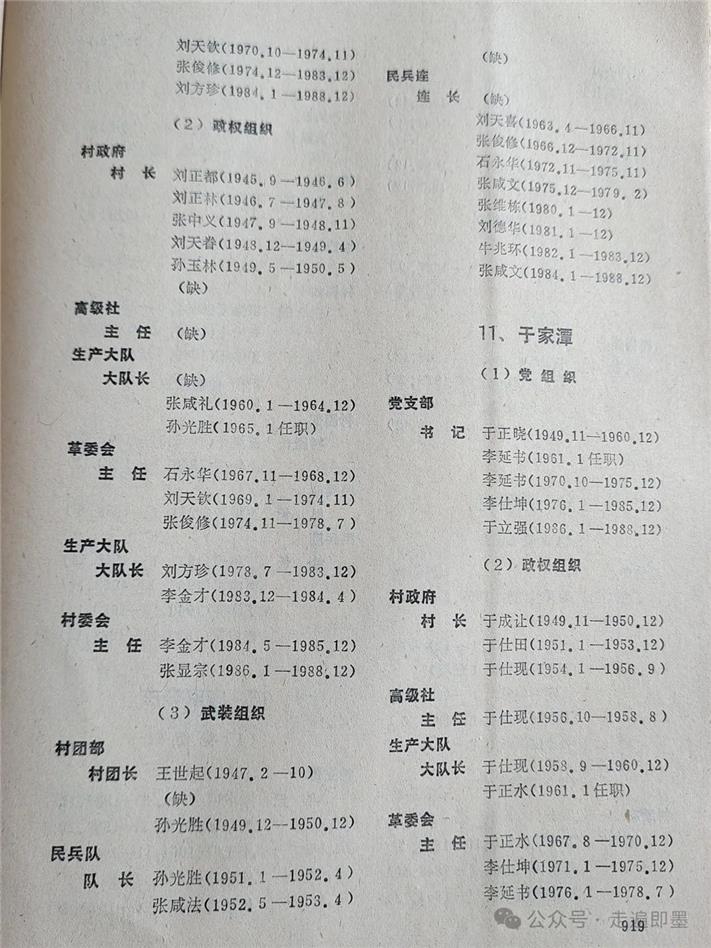 刘天钦(1970.10—1974.11)
张俊修(1974.12—1983.12)
刘方珍(1984.1—1988.12)
(2)政权组织
村政府
村长 刘正都(1945.9—1946.6)
刘正林(1946.7—1947.8)
张中义(1947.9—1948.11)
刘天眷(1948.12—1949.4)
孙玉林(1949.5—1950.5)
(缺)
高级社
主任 (缺)
生产大队
大队长 (缺)
张咸礼(1960.1—1964.12)
孙光胜(1965.1任职)
革委会
主任 石永华(1967.11—1968.12)
刘天钦(1969.1—1974.11)
张俊修(1974.11—1978.7)
生产大队
大队长 刘方珍(1978.7—1983.12)
李金才(1983.12—1984.4)
村委会
主任 李金才(1984.5—1985.12)
张显宗(1986.1—1988.12)
(3)武装组织
村团部
村团长 王世起(1947.2—10)
(缺)
孙光胜(1949.12—1950.12)
民兵队
队长 孙光胜(1951.1—1952.4)
张咸法(1952.5—1953.4)
(缺)
民兵连
连长 (缺)
刘天喜(1963.4—1966.11)
张俊修(1966.12—1972.11)
石永华(1972.11—1975.11)
张咸文(1975.12—1979.2)
张维栋(1980.1—12)
刘德华(1981.1—12)
牛兆环(1982.1—1983.12)
张咸文(1984.1—1988.12)
11、于家潭
(1)党组织
党支部
书记 于正晓(1949.11—1960.12)
李延书(1961.1任职)
李延书(1970.10—1975.12)
李仕坤(1976.1—1985.12)
于立强(1986.1—1988.12)
(2)政权组织
村政府
村长 于成让(1949.11—1950.12)
于仕田(1951.1—1953.12)
于仕现(1954.1—1956.9)
高级社
主任 于仕现(1956.10—1958.8)
生产大队
大队长 于仕现(1958.9—1960.12)
于正水(1961.1任职)
革委会
主任 于正水(1967.8—1970.12)
李仕坤(1971.1—1975.12)
李延书(1976.1—1978.7)
公众号·走遍即墨
919